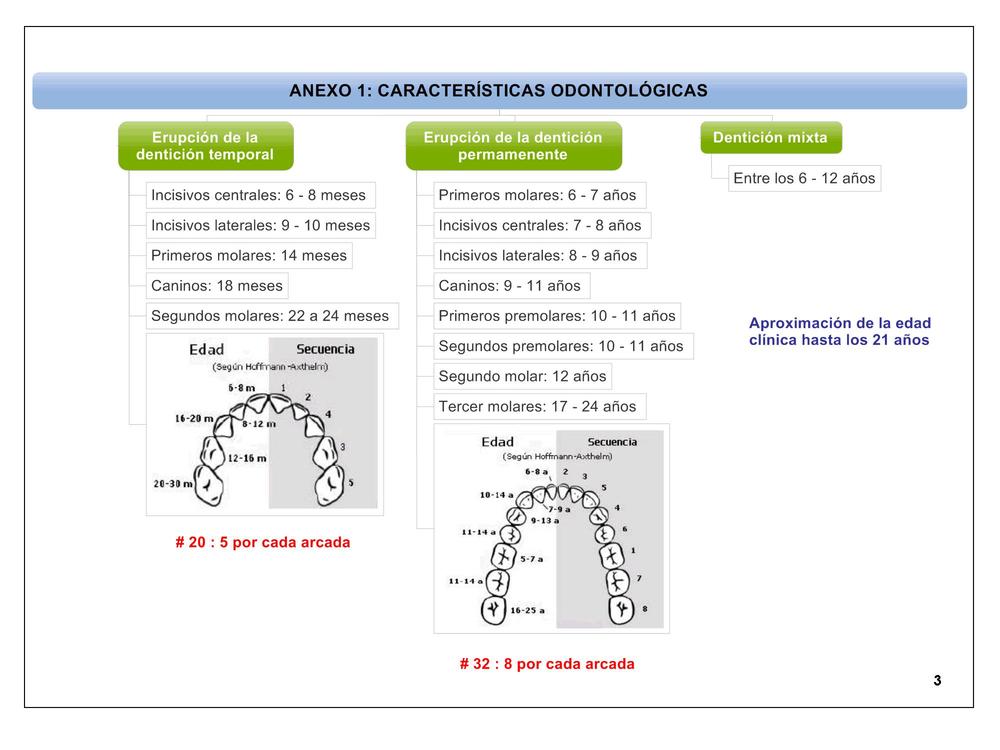 ANEXO 1: CARACTERÍSTICAS ODONTOLÓGICAS
Erupción de la
dentición temporal
Incisivos centrales: 6 - 8 meses
Incisivos laterales: 9 - 10 meses
Primeros molares: 14 meses
Caninos: 18 meses
Segundos molares: 22 a 24 meses
Edad
Secuencia
(Según Hoffmann-Axthelm)
6-8 m
1
2
16-20 m
8-12 m
4
12-16 m
3
20-30 m
5
# 20 : 5 por cada arcada
Erupción de la dentición
permamenente
Primeros molares: 6 - 7 años
Incisivos centrales: 7 - 8 años
Incisivos laterales: 8 - 9 años
Caninos: 9 - 11 años
Primeros premolares: 10 - 11 años
Segundos premolares: 10 - 11 años
Segundo molar: 12 años
Tercer molares: 17 - 24 años
Edad
Secuencia
(Según Hoffmann-Axthelm)
6-8 a
2
3
10-14 a
5
7-9 a
4
9-13 a
11-14 a
6
5-7 a
1
11-14 a
7
16-25 a
8
# 32 : 8 por cada arcada
Dentición mixta
Entre los 6 - 12 años
Aproximación de la edad
clínica hasta los 21 años
3